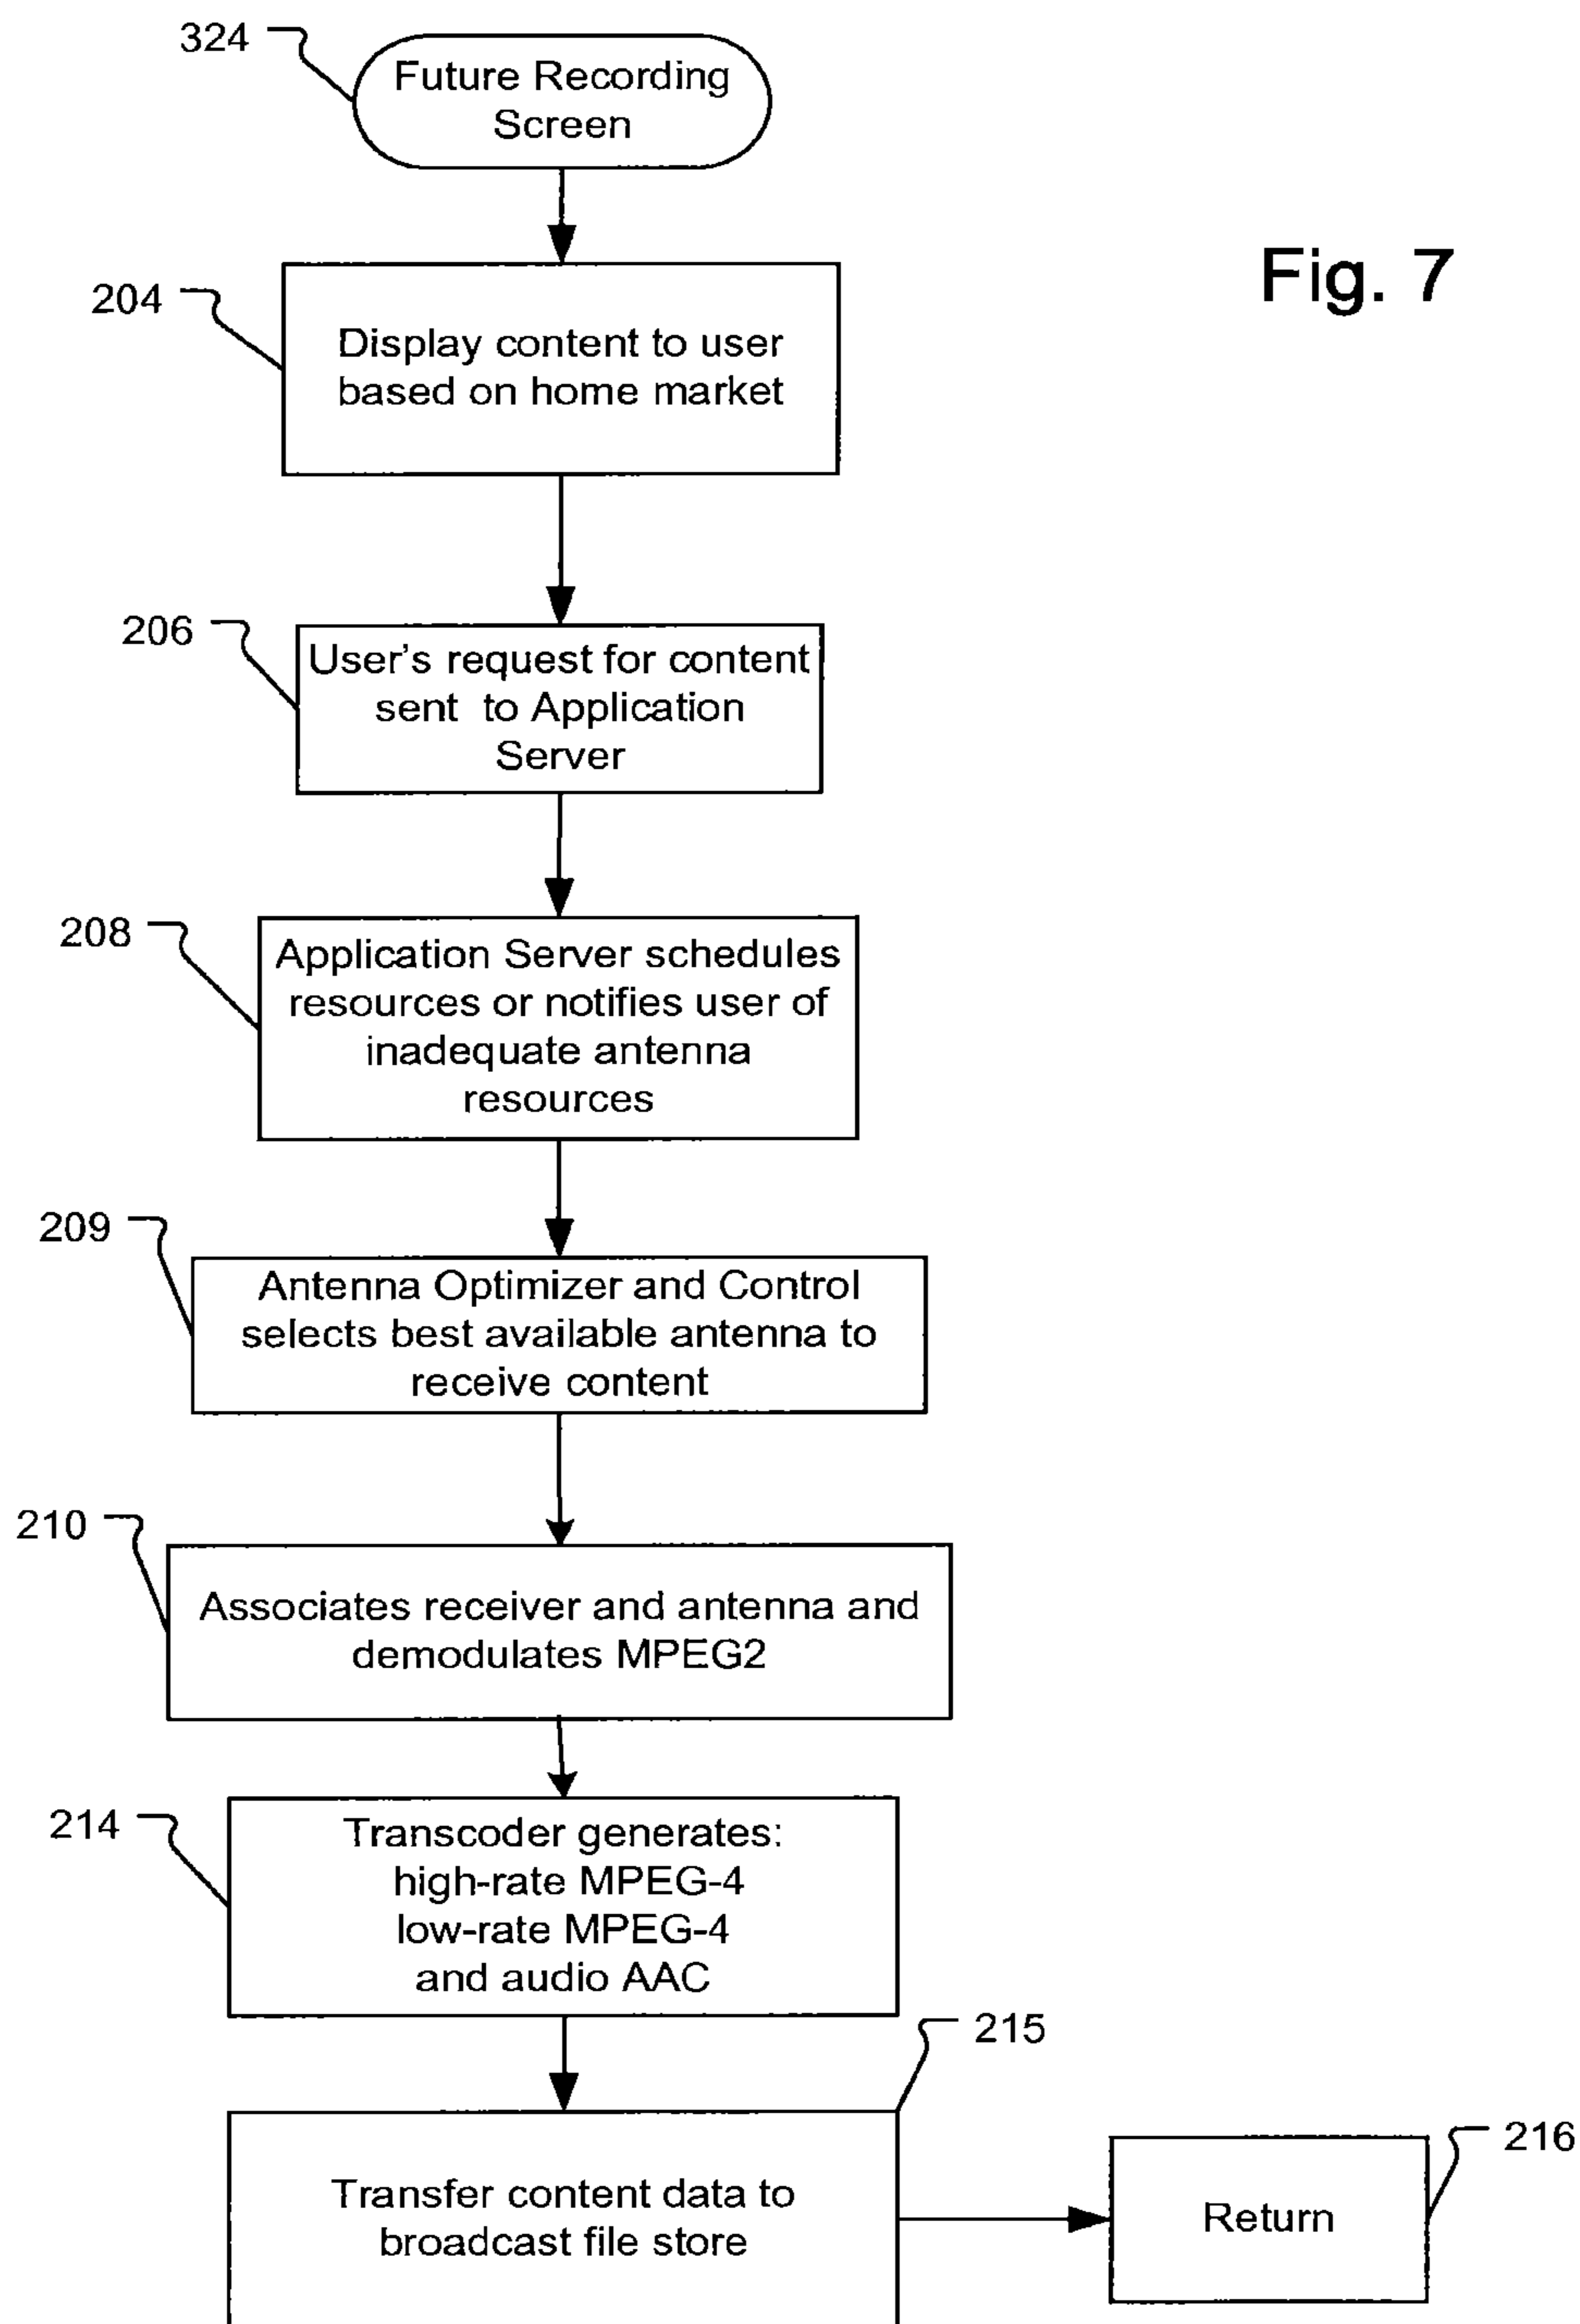 324
Future Recording
Screen
Fig. 7
204
Display content to user
based on home market
206
User's request for content
sent to Application
Server
208
Application Server schedules
resources or notifies user of
inadequate antenna
resources
209
Antenna Optimizer and Control
selects best available antenna to
receive content
210
Associates receiver and antenna and
demodulates MPEG2
214
Transcoder generates:
high-rate MPEG-4
low-rate MPEG-4
and audio AAC
215
Transfer content data to
broadcast file store
216
Return